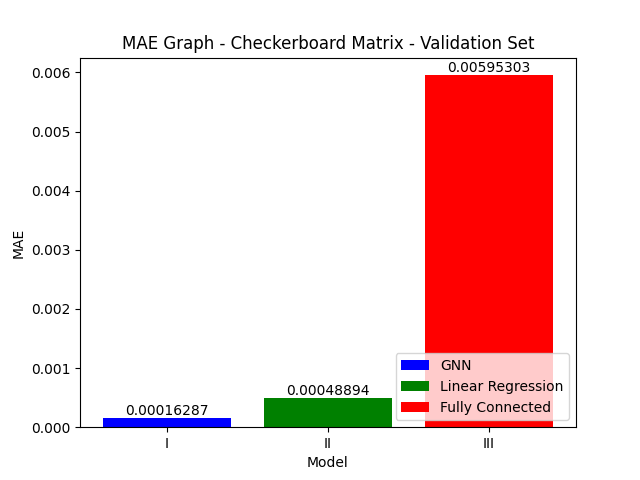 MAE Graph - Checkerboard Matrix - Validation Set
0.006
0.005
0.004
0.003
0.002
0.001
0.000
MAE
0.00016287
0.00048894
0.00595303
GNN
Linear Regression
Fully Connected
I
II
III
Model